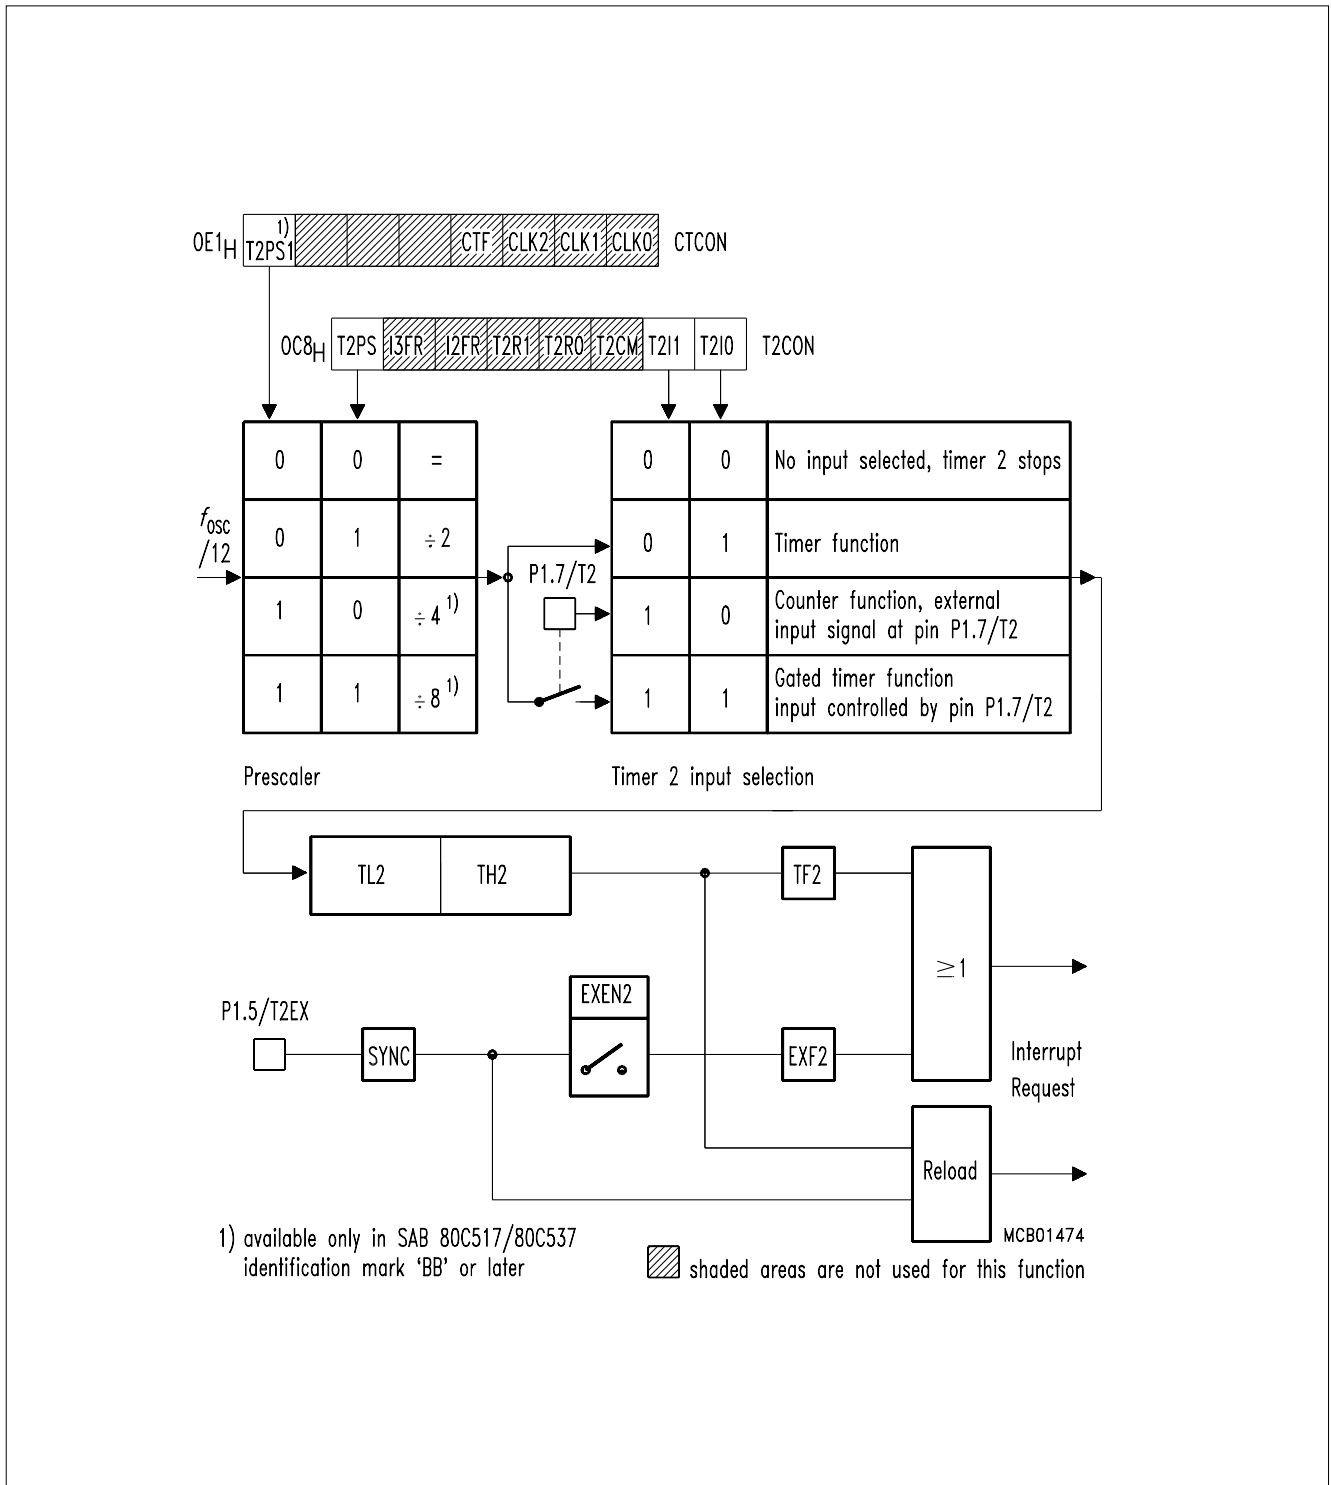 0E1H T2PS1 1) CTF CLK2 CLK1 CLK0 CTCON
0C8H T2PS I3FR I2FR T2R1 T2R0 T2CM T2I1 T2I0 T2CON
0 0 =
0 1 ÷2
1 0 ÷4 1)
1 1 ÷8 1)
fosc
/12
P1.7/T2
0 0 No input selected, timer 2 stops
0 1 Timer function
1 0 Counter function, external
input signal at pin P1.7/T2
1 1 Gated timer function
input controlled by pin P1.7/T2
Prescaler
Timer 2 input selection
TL2 TH2
TF2
≥1
EXEN2
P1.5/T2EX
SYNC
EXF2
Interrupt
Request
Reload
MCB01474
1) available only in SAB 80C517/80C537
identification mark ‘BB’ or later
shaded areas are not used for this function